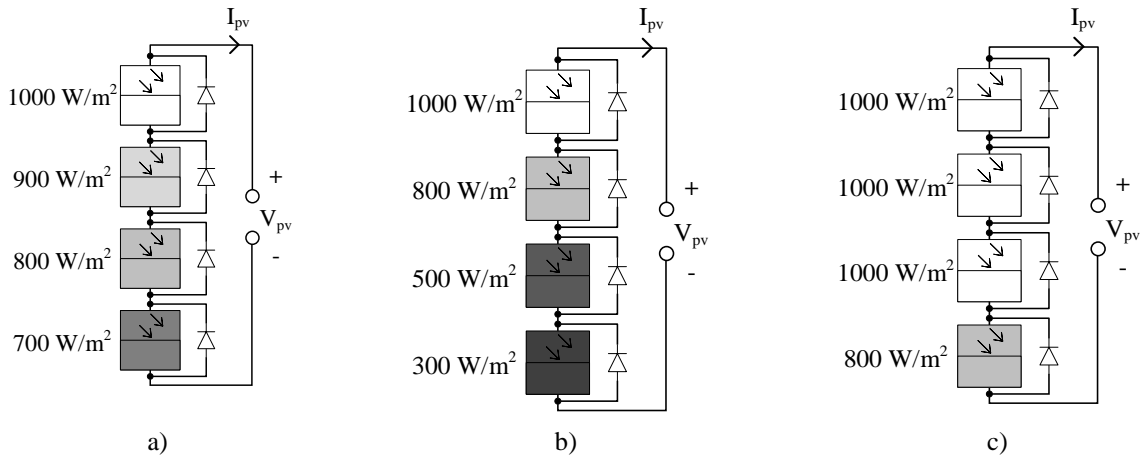 I_pv
1000 W/m²
900 W/m²
+
V_pv
-
800 W/m²
700 W/m²
a)
I_pv
1000 W/m²
800 W/m²
+
V_pv
-
500 W/m²
300 W/m²
b)
I_pv
1000 W/m²
1000 W/m²
+
V_pv
-
1000 W/m²
800 W/m²
c)